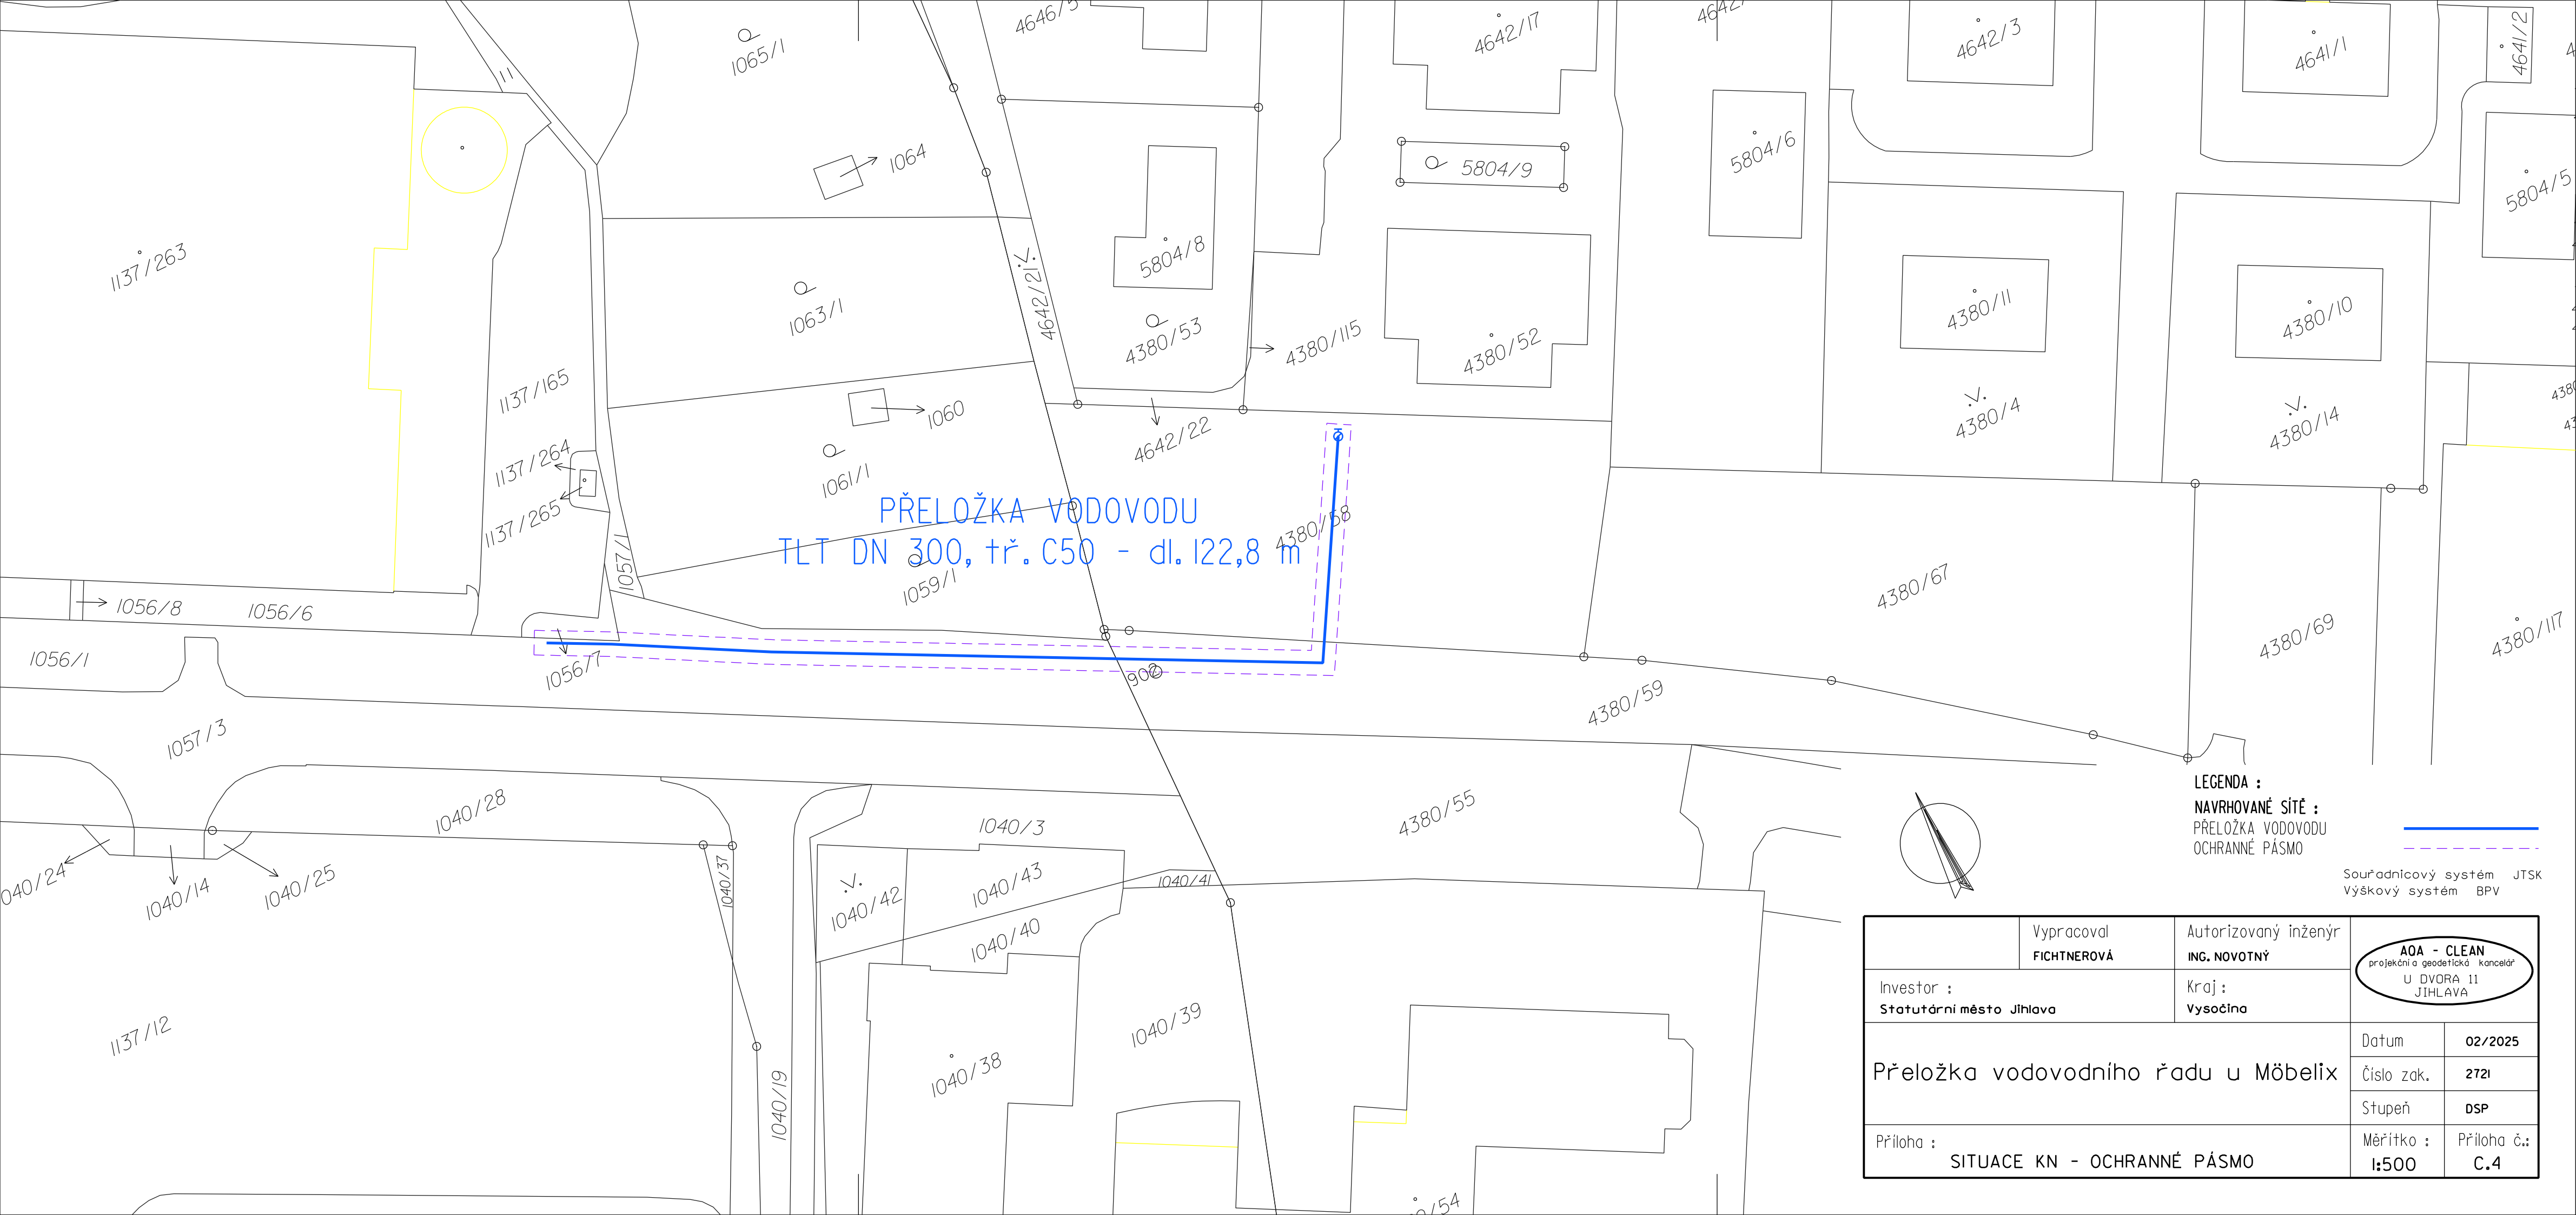 1065/1
4646/5
4642/17
4642/3
4641/1
4641/2
11
1064
5804/9
5804/6
5804/5
1137/263
1063/1
4642/21
5804/8
4380/53
4380/115
4380/52
4380/11
4380/10
1137/165
1060
4642/22
4380/4
4380/14
1137/264
1137/265
1061/1
PŘELOŽKA VODOVODU
TLT DN 300, tř. C50 - dl. 122,8 m
4380/58
1057/1
1059/1
4380/67
4380/69
4380/117
1056/8
1056/6
1056/1
1056/7
902
4380/59
1057/3
1040/28
1040/3
4380/55
040/24
1040/14
1040/25
1040/37
1040/42
1040/43
1040/41
1040/40
1137/12
1040/19
1040/38
1040/39
LEGENDA :
NAVRHOVANÉ SÍTĚ :
PŘELOŽKA VODOVODU
OCHRANNÉ PÁSMO
Souřadnicový systém JTSK
Výškový systém BPV
Vypracoval
FICHTNEROVÁ
Autorizovaný inženýr
ING. NOVOTNÝ
AQA - CLEAN
projekční a geodetická kancelář
U DVORA 11
JIHLAVA
Investor :
Statutární město Jihlava
Kraj :
Vysočina
Přeložka vodovodního řadu u Möbelix
Datum 02/2025
Číslo zak. 2721
Stupeň DSP
Příloha :
SITUACE KN - OCHRANNÉ PÁSMO
Měřítko :
1:500
Příloha č.:
C.4